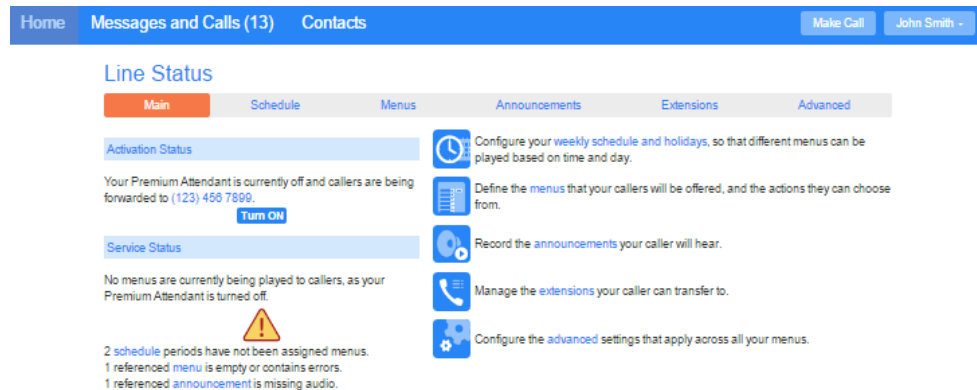 Home Messages and Calls (13) Contacts Make Call John Smith
Line Status
Main Schedule Menus Announcements Extensions Advanced
Activation Status
Your Premium Attendant is currently off and callers are being
forwarded to (123) 456 7899.
Turn ON
Service Status
No menus are currently being played to callers, as your
Premium Attendant is turned off.
2 schedule periods have not been assigned menus.
1 referenced menu is empty or contains errors.
1 referenced announcement is missing audio.
Configure your weekly schedule and holidays, so that different menus can be
played based on time and day.
Define the menus that your callers will be offered, and the actions they can choose
from.
Record the announcements your caller will hear.
Manage the extensions your caller can transfer to.
Configure the advanced settings that apply across all your menus.